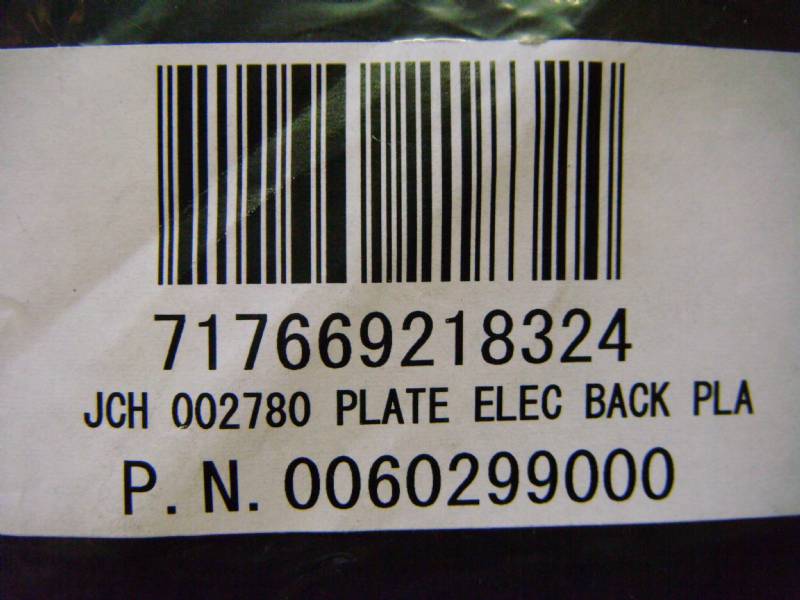 717669218324
JCH 002780 PLATE ELEC BACK PLA
P.N.0060299000